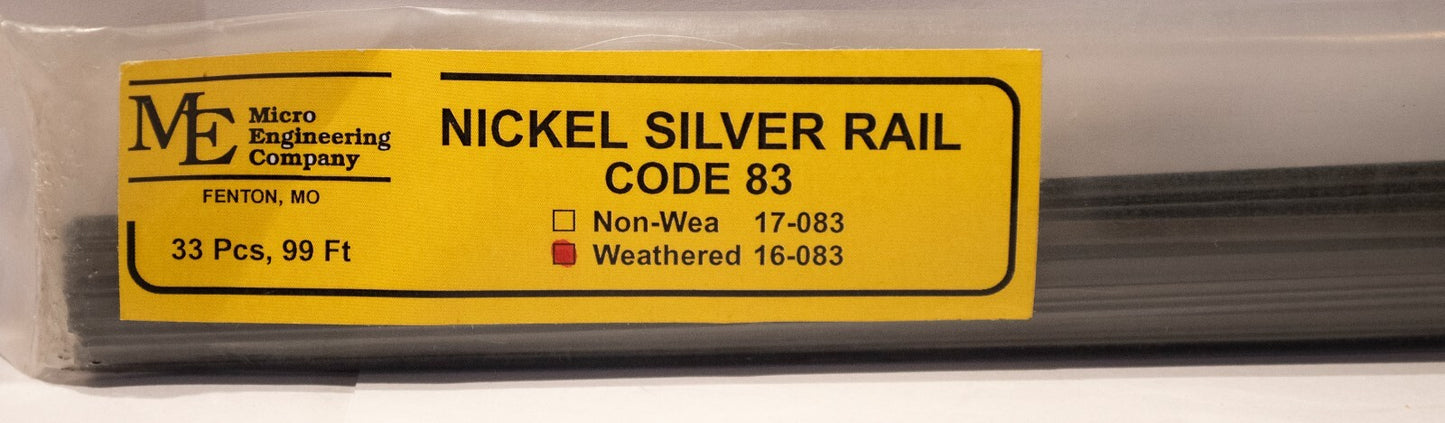 ME Micro
Engineering
Company
FENTON, MO
33 Pcs, 99 Ft
NICKEL SILVER RAIL
CODE 83
Non-Wea 17-083
Weathered 16-083